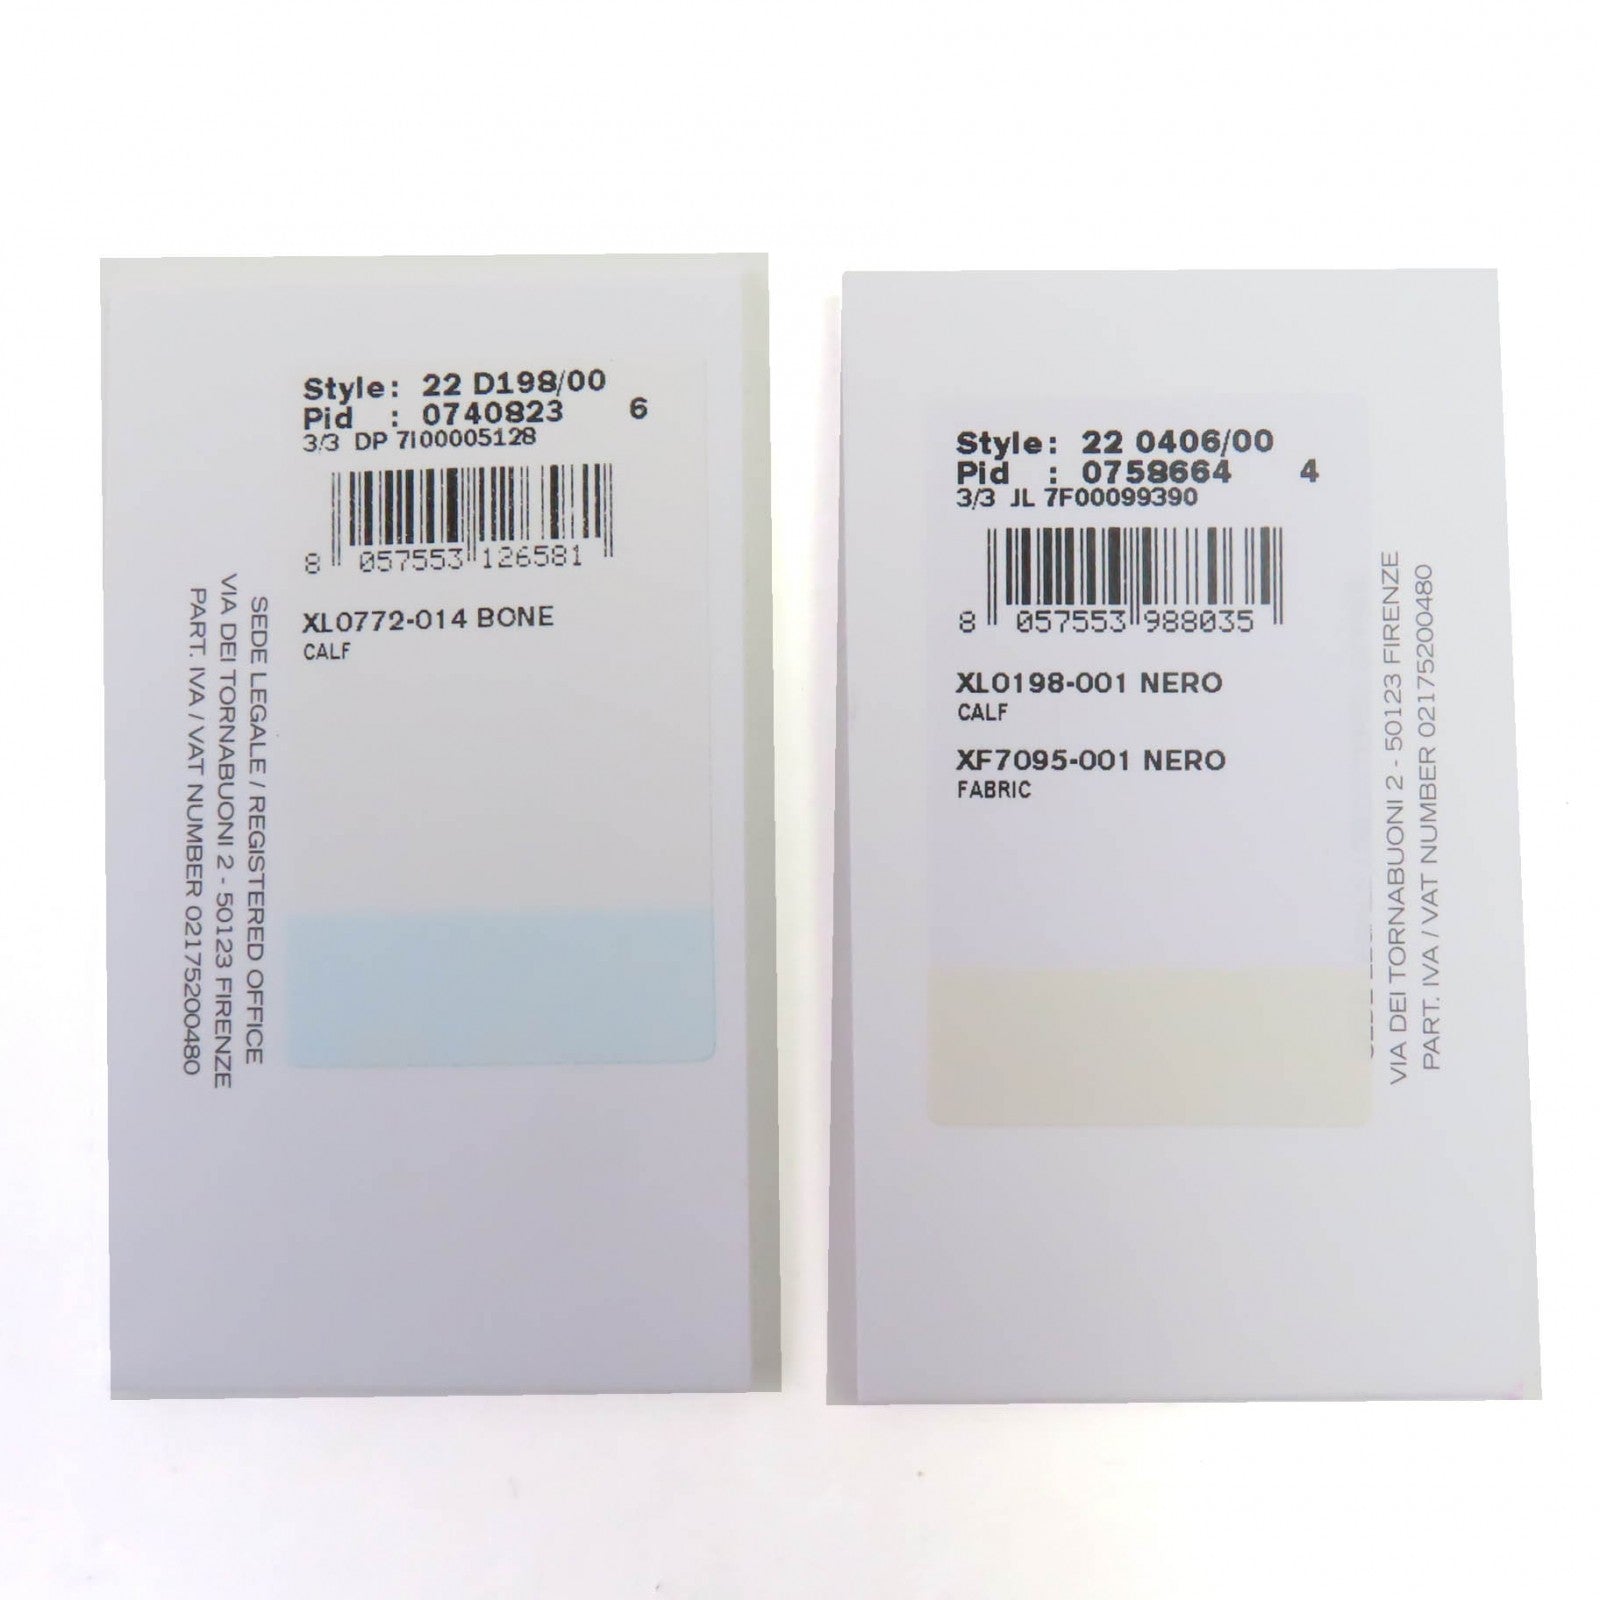 Style: 22 D198/00
Pid : 0740823 6
3/3 DP 7I00005128
8 057553 126581
XL0772-014 BONE
CALF
SEDE LEGALE / REGISTERED OFFICE
VIA DEI TORNABUONI 2 - 50123 FIRENZE
PART. IVA / VAT NUMBER 02175200480
Style: 22 0406/00
Pid : 0758664 4
3/3 JL 7F00099390
8 057553 988035
XL0198-001 NERO
CALF
XF7095-001 NERO
FABRIC
VIA DEI TORNABUONI 2 - 50123 FIRENZE
PART. IVA / VAT NUMBER 02175200480